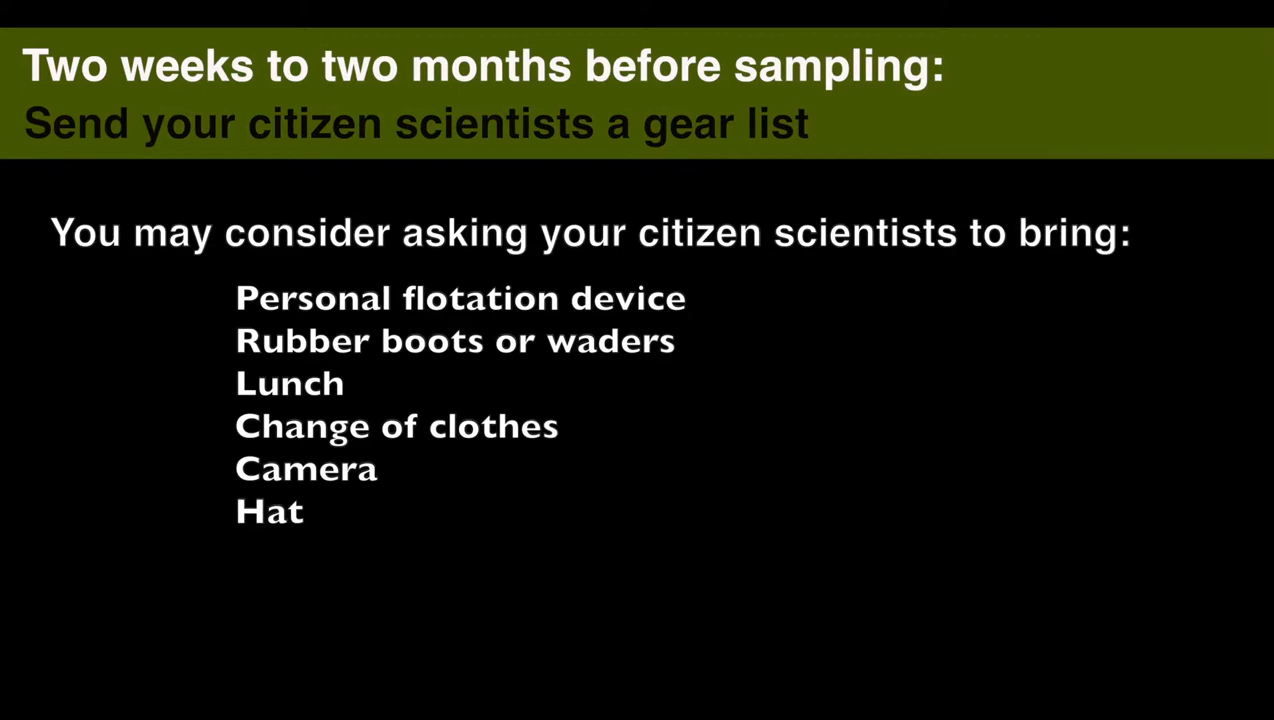 Two weeks to two months before sampling:
Send your citizen scientists a gear list
You may consider asking your citizen scientists to bring:
Personal flotation device
Rubber boots or waders
Lunch
Change of clothes
Camera
Hat